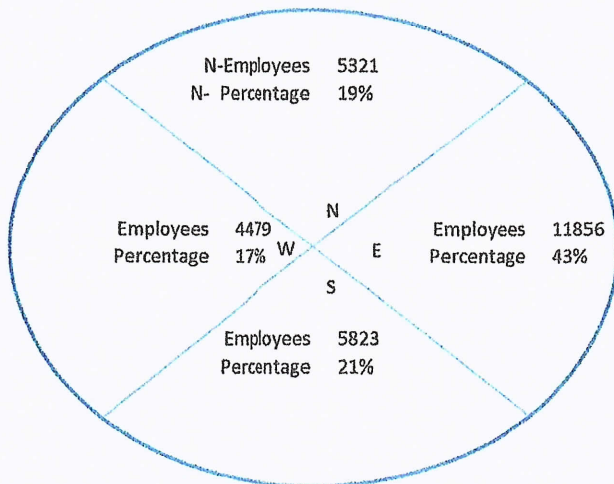 N-Employees 5321
N- Percentage 19%
N
Employees 4479
Percentage 17%
W
E
Employees 11856
Percentage 43%
S
Employees 5823
Percentage 21%